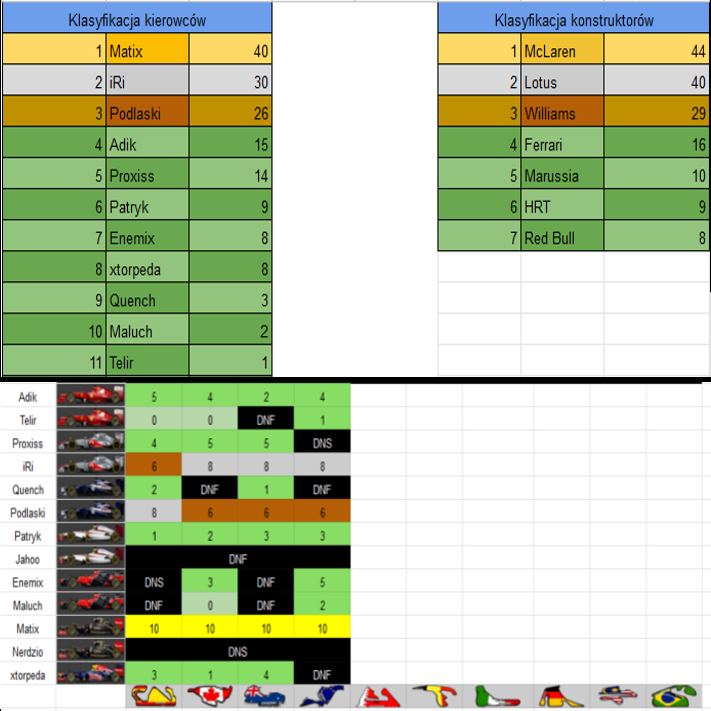 Klasyfikacja kierowców
1 Matix 40
2 iRi 30
3 Podlaski 26
4 Adik 15
5 Proxiss 14
6 Patryk 9
7 Enemix 8
8 xtorpeda 8
9 Quench 3
10 Maluch 2
11 Telir 1
Klasyfikacja konstruktorów
1 McLaren 44
2 Lotus 40
3 Williams 29
4 Ferrari 16
5 Marussia 10
6 HRT 9
7 Red Bull 8
Adik 5 4 2 4
Telir 0 0 DNF 1
Proxiss 4 5 5 DNS
iRi 6 8 8 8
Quench 2 DNF 1 DNF
Podlaski 8 6 6 6
Patryk 1 2 3 3
Jahoo DNF
Enemix DNS 3 DNF 5
Maluch DNF 0 DNF 2
Matix 10 10 10 10
Nerdzio DNS
xtorpeda 3 1 4 DNF